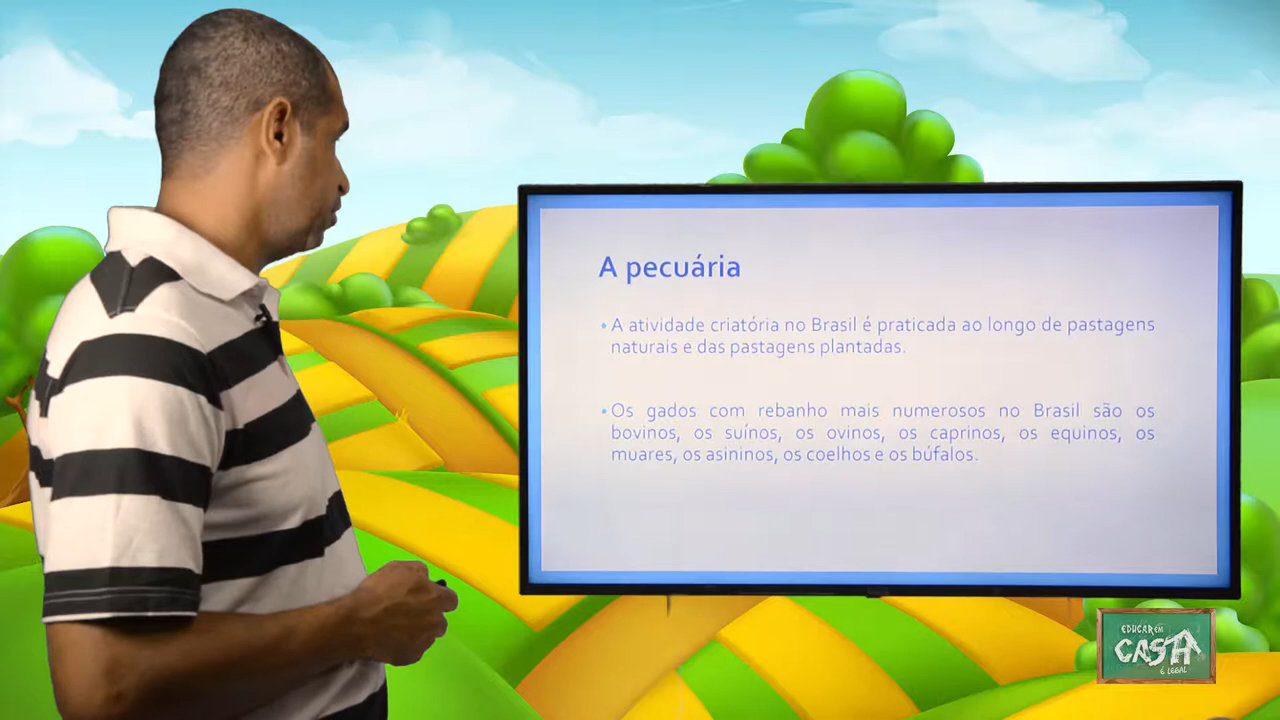 A pecuária
• A atividade criatória no Brasil é praticada ao longo de pastagens
naturais e das pastagens plantadas.
• Os gados com rebanho mais numerosos no Brasil são os
bovinos, os suínos, os ovinos, os caprinos, os equinos, os
muares, os asininos, os coelhos e os búfalos.
EDUCAR EM
CASA
É LEGAL